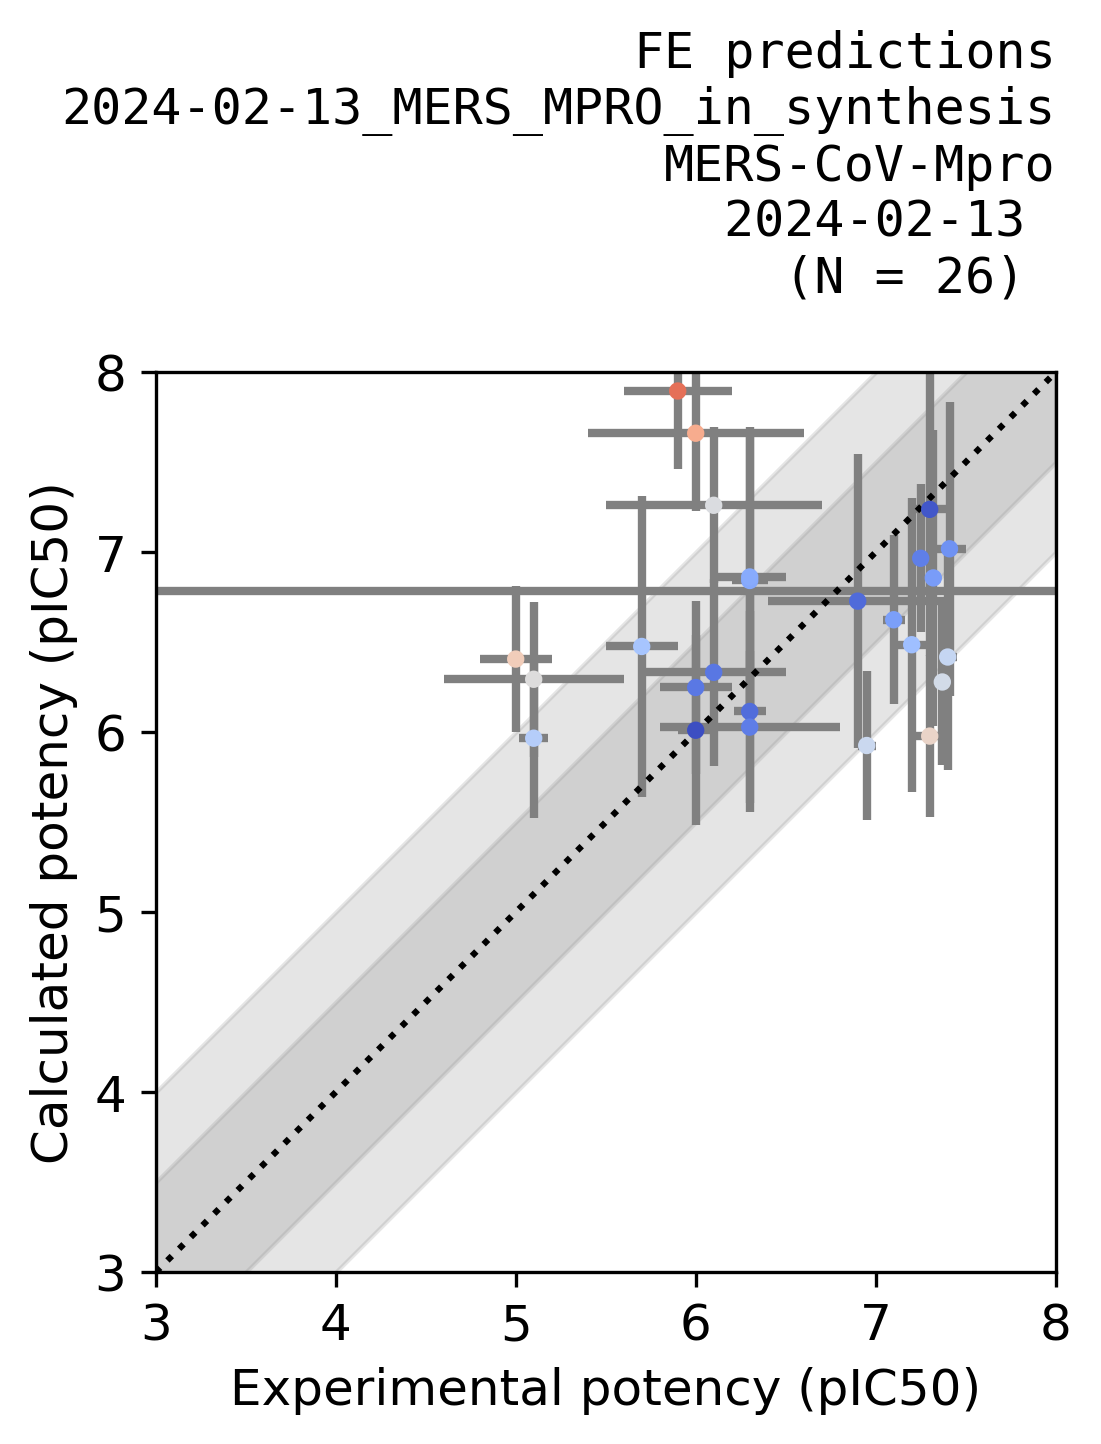 FE predictions
2024-02-13_MERS_MPRO_in_synthesis
MERS-CoV-Mpro
2024-02-13
(N = 26)
8
7
6
5
4
3
Calculated potency (pIC50)
3 4 5 6 7 8
Experimental potency (pIC50)